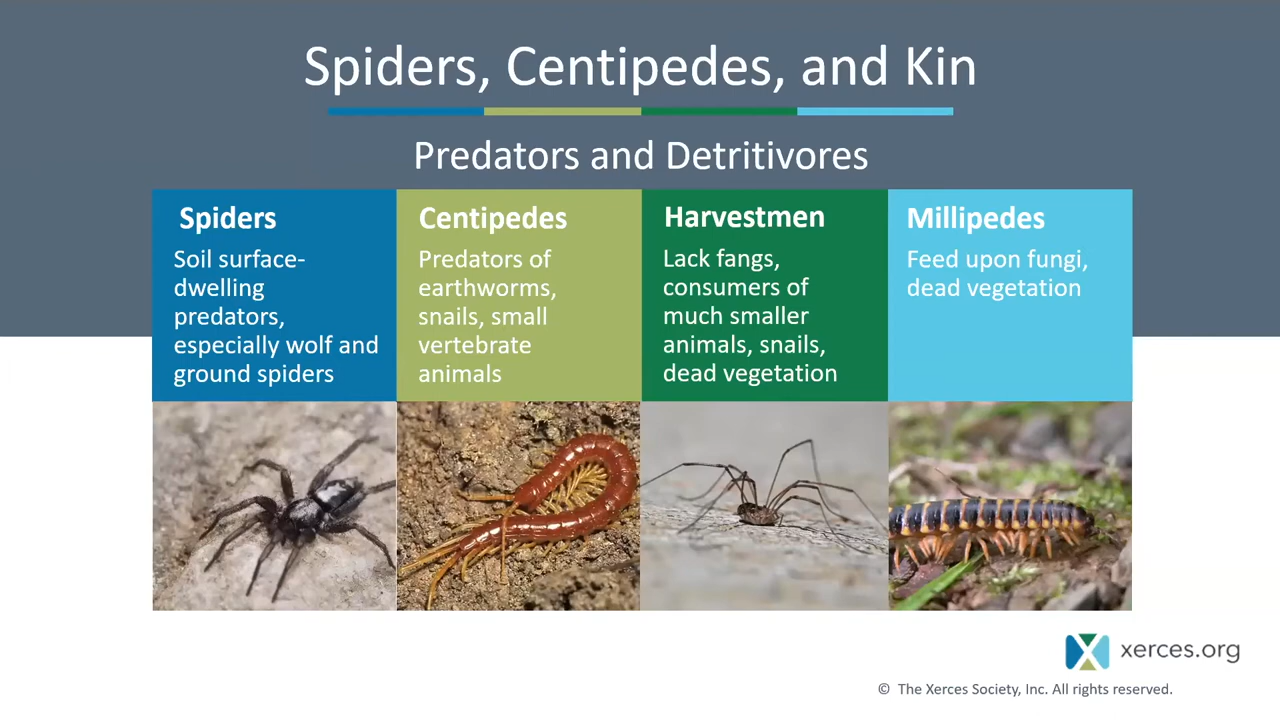 Spiders, Centipedes, and Kin
Predators and Detritivores
Spiders
Soil surface-
dwelling
predators,
especially wolf and
ground spiders
Centipedes
Predators of
earthworms,
snails, small
vertebrate
animals
Harvestmen
Lack fangs,
consumers of
much smaller
animals, snails,
dead vegetation
Millipedes
Feed upon fungi,
dead vegetation
xerces.org
© The Xerces Society, Inc. All rights reserved.